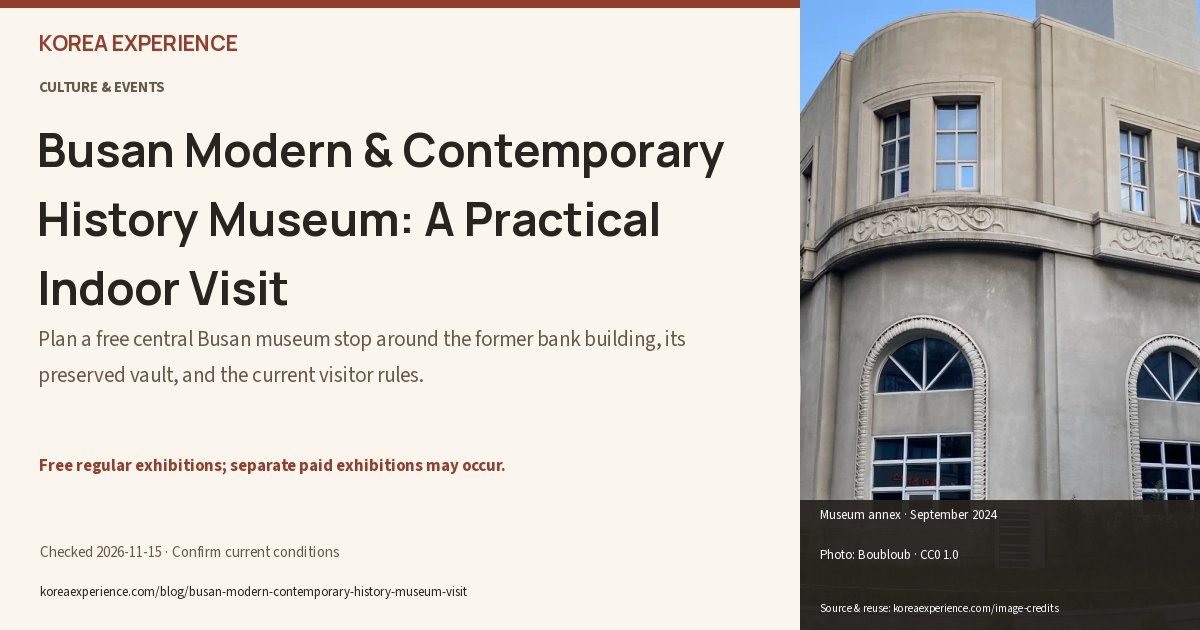 KOREA EXPERIENCE
CULTURE & EVENTS
Busan Modern & Contemporary
History Museum: A Practical
Indoor Visit
Plan a free central Busan museum stop around the former bank building, its
preserved vault, and the current visitor rules.
Free regular exhibitions; separate paid exhibitions may occur.
Checked 2026-11-15 · Confirm current conditions
koreaexperience.com/blog/busan-modern-contemporary-history-museum-visit
Museum annex · September 2024
Photo: Boubloub · CC0 1.0
Source & reuse: koreaexperience.com/image-credits